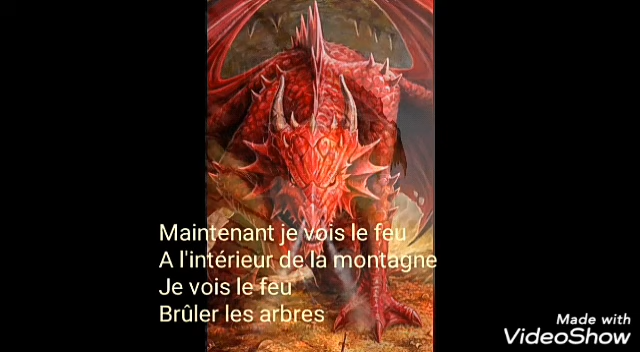 Maintenant je vois le feu
A l'intérieur de la montagne
Je vois le feu
Brûler les arbres
Made with
VideoShow